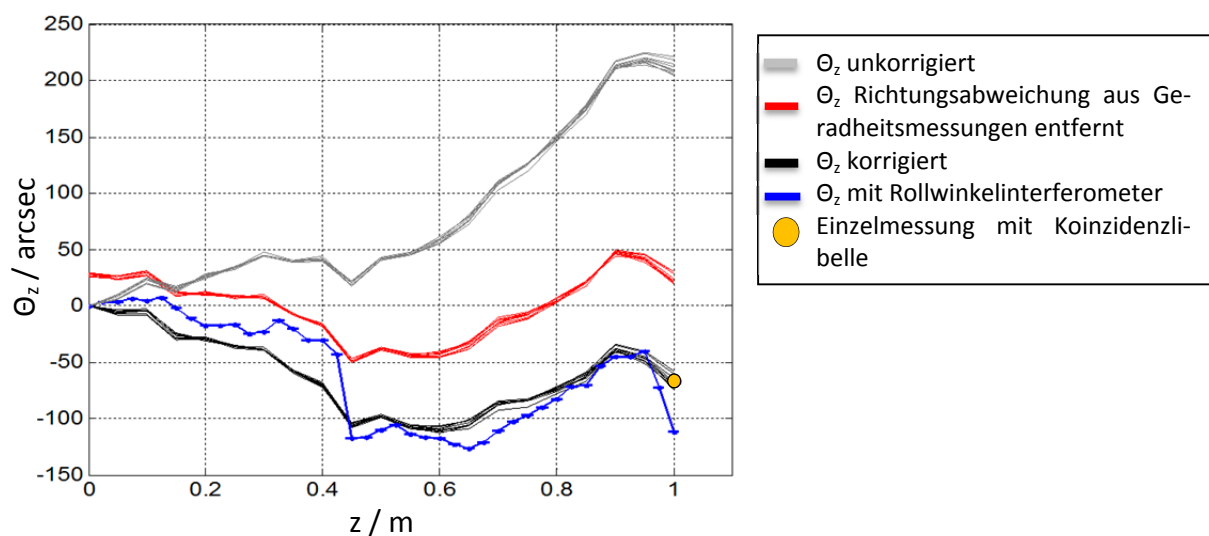 250
200
150
100
50
0
-50
-100
-150
0
0.2
0.4
0.6
0.8
1
Θz / arcsec
z / m
Θz unkorrigiert
Θz Richtungsabweichung aus Ge-
radheitsmessungen entfernt
Θz korrigiert
Θz mit Rollwinkelinterferometer
Einzelmessung mit Koinzidenzli-
belle